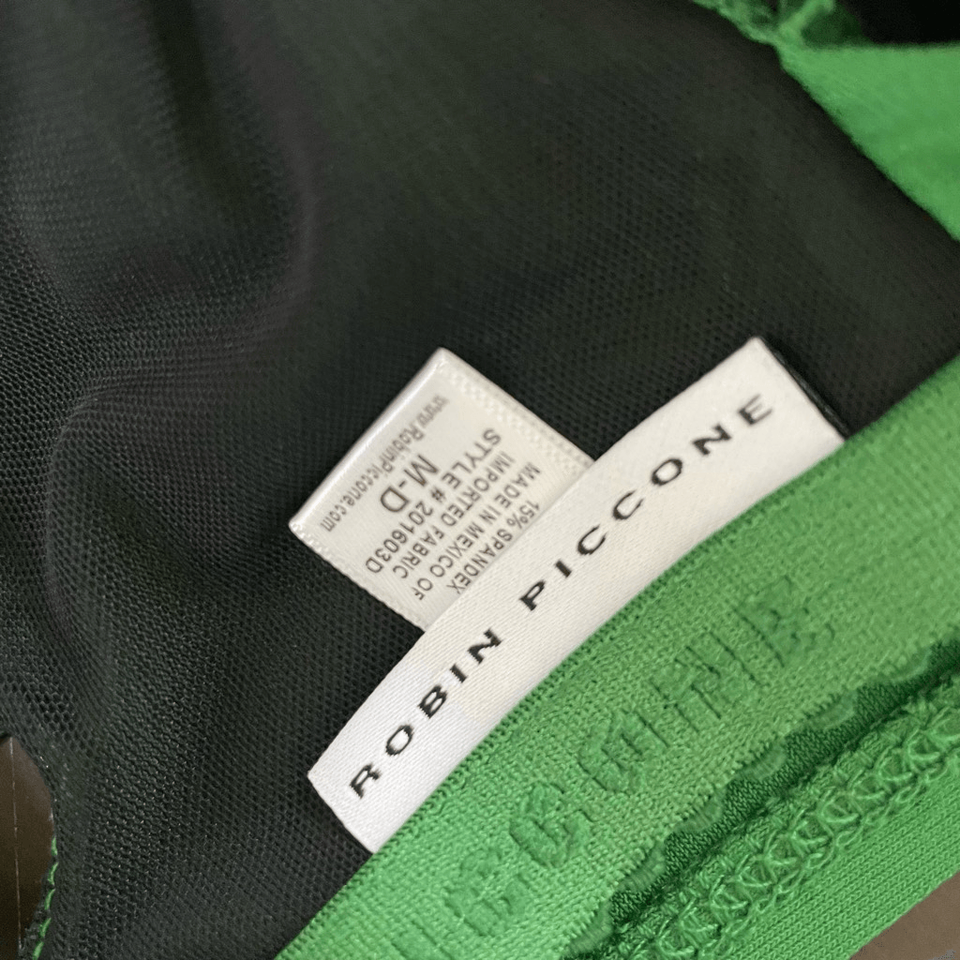 ROBIN PICCONE
15% SPANDEX
MADE IN MEXICO OF
IMPORTED FABRIC
STYLE # 201603D
M-D
www.RobinPiccone.com